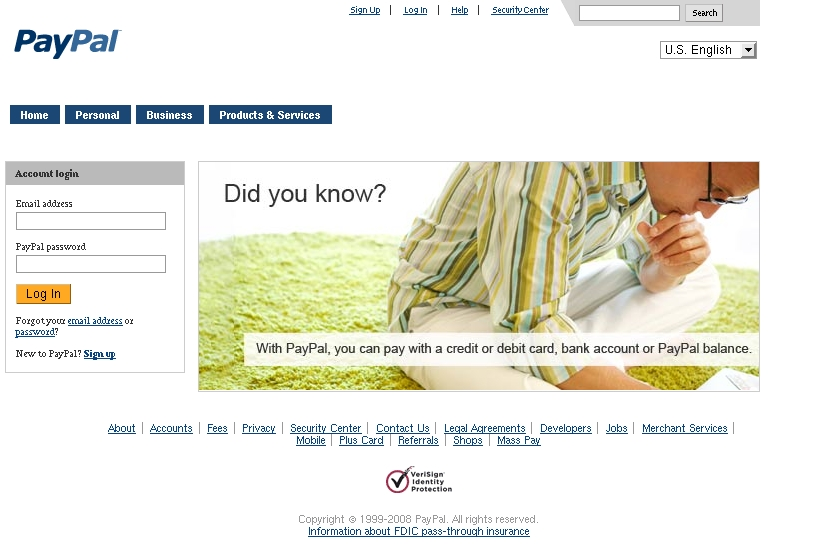 Sign Up | Log In | Help | Security Center
Search
PayPal
U.S. English
Home
Personal
Business
Products & Services
Account login
Email address
PayPal password
Log In
Forgot your email address or
password?
New to PayPal? Sign up
Did you know?
With PayPal, you can pay with a credit or debit card, bank account or PayPal balance.
About | Accounts | Fees | Privacy | Security Center | Contact Us | Legal Agreements | Developers | Jobs | Merchant Services |
Mobile | Plus Card | Referrals | Shops | Mass Pay
VeriSign
Identity
Protection
Copyright © 1999-2008 PayPal. All rights reserved.
Information about FDIC pass-through insurance